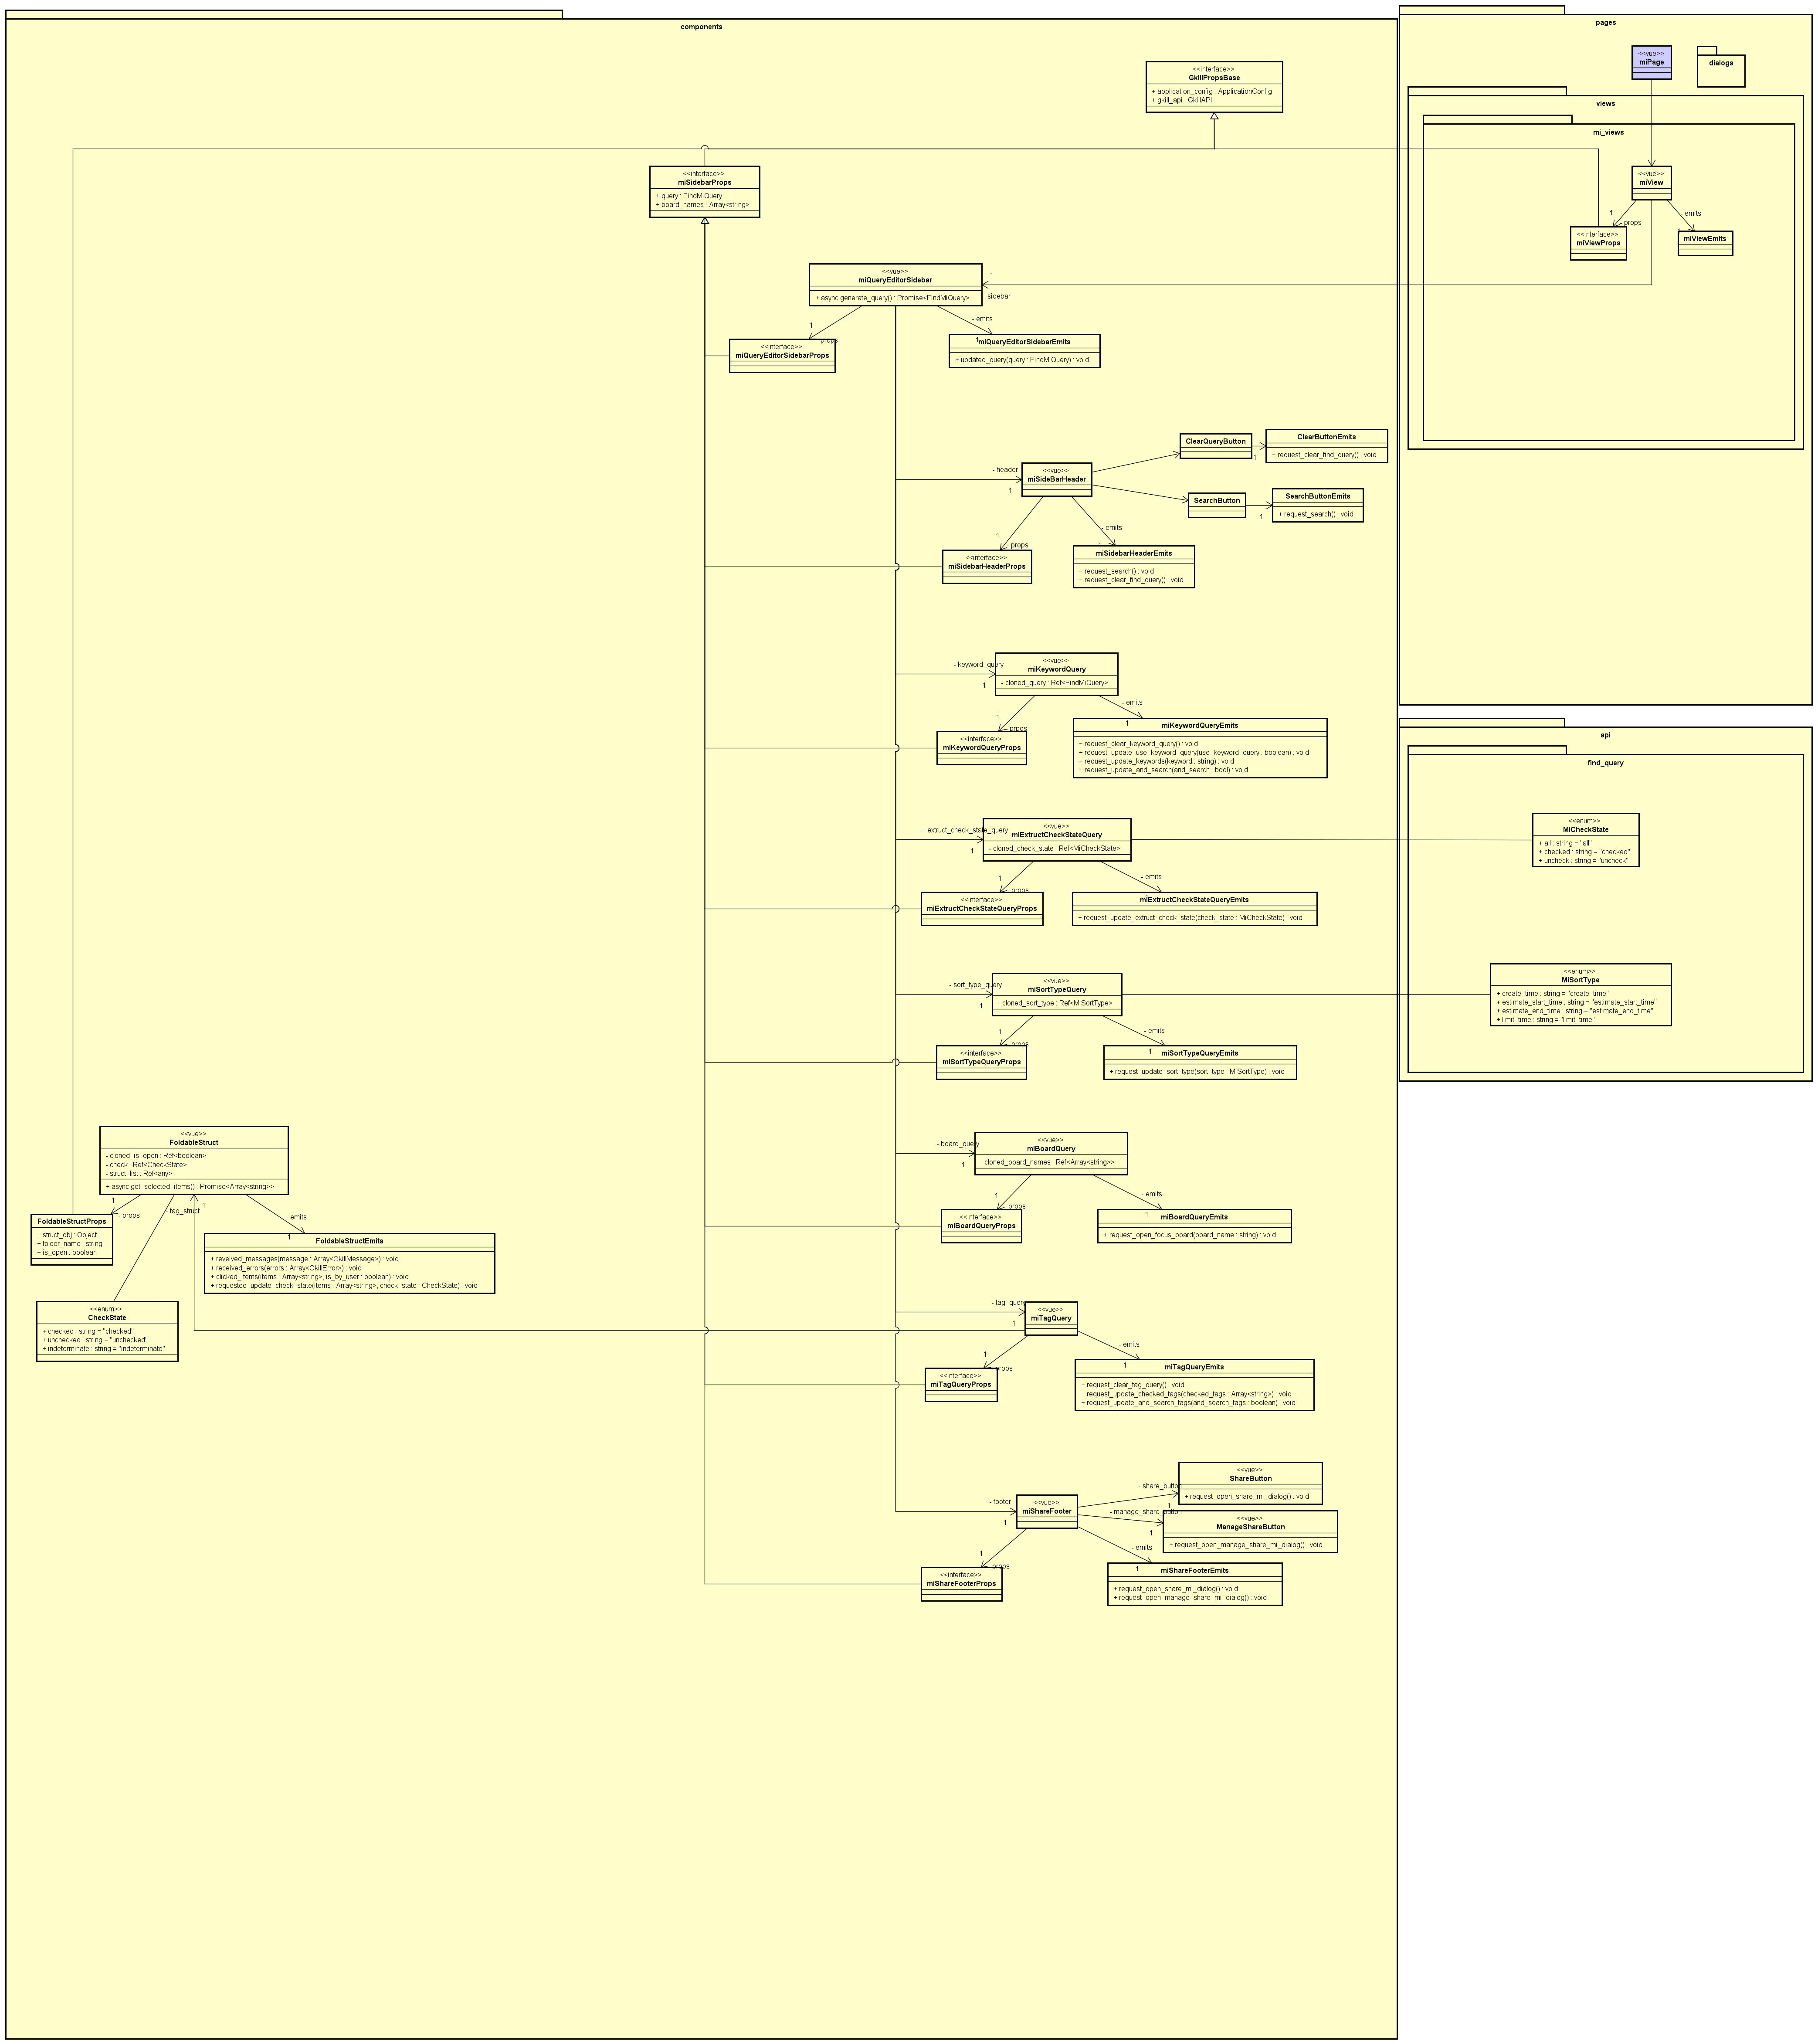 components
<<interface>>
GkillPropsBase
+ application_config : ApplicationConfig
+ gkill_api : GkillAPI
<<interface>>
miSidebarProps
+ query : FindMiQuery
+ board_names : Array<string>
<<vue>>
miQueryEditorSidebar
+ async generate_query() : Promise<FindMiQuery>
1
- sidebar
1
- props
- emits
1
<<interface>>
miQueryEditorSidebarProps
miQueryEditorSidebarEmits
+ updated_query(query : FindMiQuery) : void
- header
1
<<vue>>
miSideBarHeader
ClearQueryButton
1
ClearButtonEmits
+ request_clear_find_query() : void
SearchButton
1
SearchButtonEmits
+ request_search() : void
1
- props
- emits
1
<<interface>>
miSidebarHeaderProps
miSidebarHeaderEmits
+ request_search() : void
+ request_clear_find_query() : void
- keyword_query
1
<<vue>>
miKeywordQuery
- cloned_query : Ref<FindMiQuery>
1
- prpos
- emits
1
<<interface>>
miKeywordQueryProps
miKeywordQueryEmits
+ request_clear_keyword_query() : void
+ request_update_use_keyword_query(use_keyword_query : boolean) : void
+ request_update_keywords(keyword : string) : void
+ request_update_and_search(and_search : bool) : void
- extruct_check_state_query
1
<<vue>>
miExtructCheckStateQuery
- cloned_check_state : Ref<MiCheckState>
1
- props
- emits
1
<<interface>>
miExtructCheckStateQueryProps
miExtructCheckStateQueryEmits
+ request_update_extruct_check_state(check_state : MiCheckState) : void
- sort_type_query
1
<<vue>>
miSortTypeQuery
- cloned_sort_type : Ref<MiSortType>
1
- props
- emits
1
<<interface>>
miSortTypeQueryProps
miSortTypeQueryEmits
+ request_update_sort_type(sort_type : MiSortType) : void
- board_query
1
<<vue>>
miBoardQuery
- cloned_board_names : Ref<Array<string>>
1
- props
- emits
1
<<interface>>
miBoardQueryProps
miBoardQueryEmits
+ request_open_focus_board(board_name : string) : void
<<vue>>
FoldableStruct
- cloned_is_open : Ref<boolean>
- check : Ref<CheckState>
- struct_list : Ref<any>
+ async get_selected_items() : Promise<Array<string>>
1
- props
- tag_struct
1
- emits
1
FoldableStructProps
+ struct_obj : Object
+ folder_name : string
+ is_open : boolean
FoldableStructEmits
+ reveived_messages(message : Array<GkillMessage>) : void
+ received_errors(errors : Array<GkillError>) : void
+ clicked_items(items : Array<string>, is_by_user : boolean) : void
+ requested_update_check_state(items : Array<string>, check_state : CheckState) : void
<<enum>>
CheckState
+ checked : string = "checked"
+ unchecked : string = "unchecked"
+ indeterminate : string = "indeterminate"
- tag_query
1
<<vue>>
miTagQuery
1
- props
- emits
1
<<interface>>
miTagQueryProps
miTagQueryEmits
+ request_clear_tag_query() : void
+ request_update_checked_tags(checked_tags : Array<string>) : void
+ request_update_and_search_tags(and_search_tags : boolean) : void
- footer
1
<<vue>>
miShareFooter
- share_button
1
<<vue>>
ShareButton
+ request_open_share_mi_dialog() : void
- manage_share_button
1
<<vue>>
ManageShareButton
+ request_open_manage_share_mi_dialog() : void
1
- props
- emits
1
<<interface>>
miShareFooterProps
miShareFooterEmits
+ request_open_share_mi_dialog() : void
+ request_open_manage_share_mi_dialog() : void
pages
<<vue>>
miPage
dialogs
views
mi_views
<<vue>>
miView
1
- props
- emits
<<interface>>
miViewProps
miViewEmits
api
find_query
<<enum>>
MiCheckState
+ all : string = "all"
+ checked : string = "checked"
+ uncheck : string = "uncheck"
<<enum>>
MiSortType
+ create_time : string = "create_time"
+ estimate_start_time : string = "estimate_start_time"
+ estimate_end_time : string = "estimate_end_time"
+ limit_time : string = "limit_time"